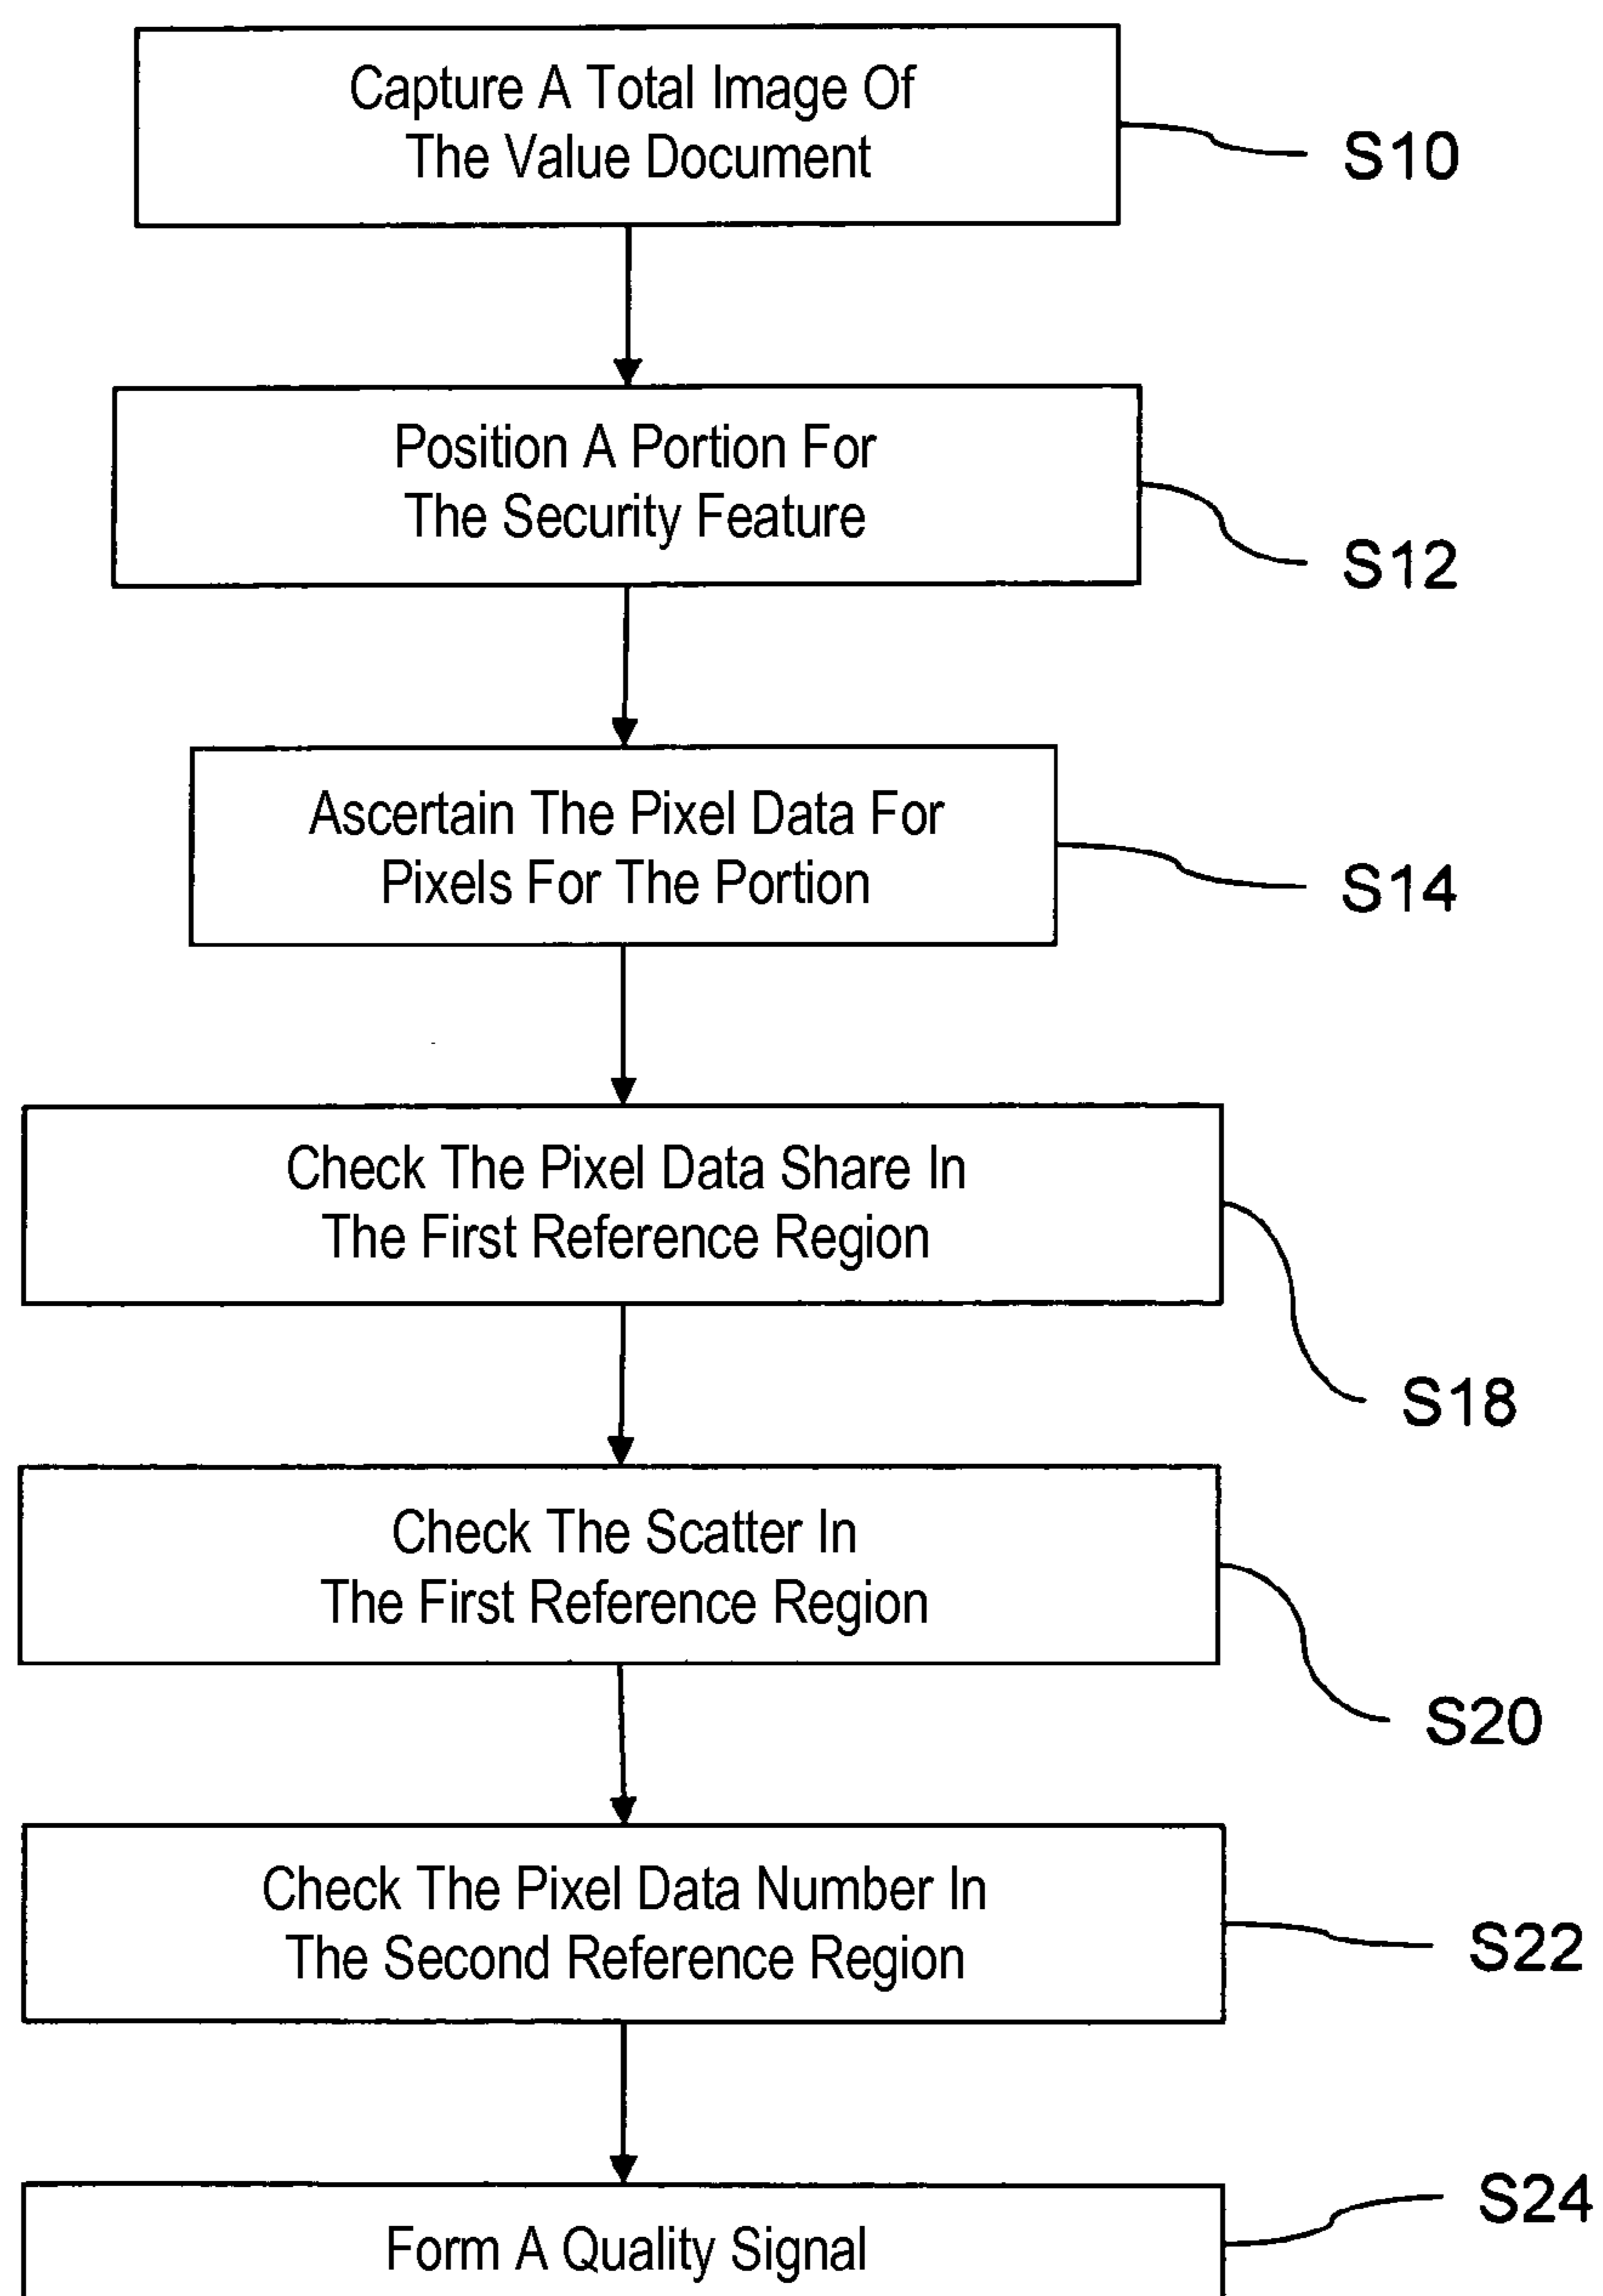 Capture A Total Image Of
The Value Document
S10
Position A Portion For
The Security Feature
S12
Ascertain The Pixel Data For
Pixels For The Portion
S14
Check The Pixel Data Share In
The First Reference Region
S18
Check The Scatter In
The First Reference Region
S20
Check The Pixel Data Number In
The Second Reference Region
S22
Form A Quality Signal
S24